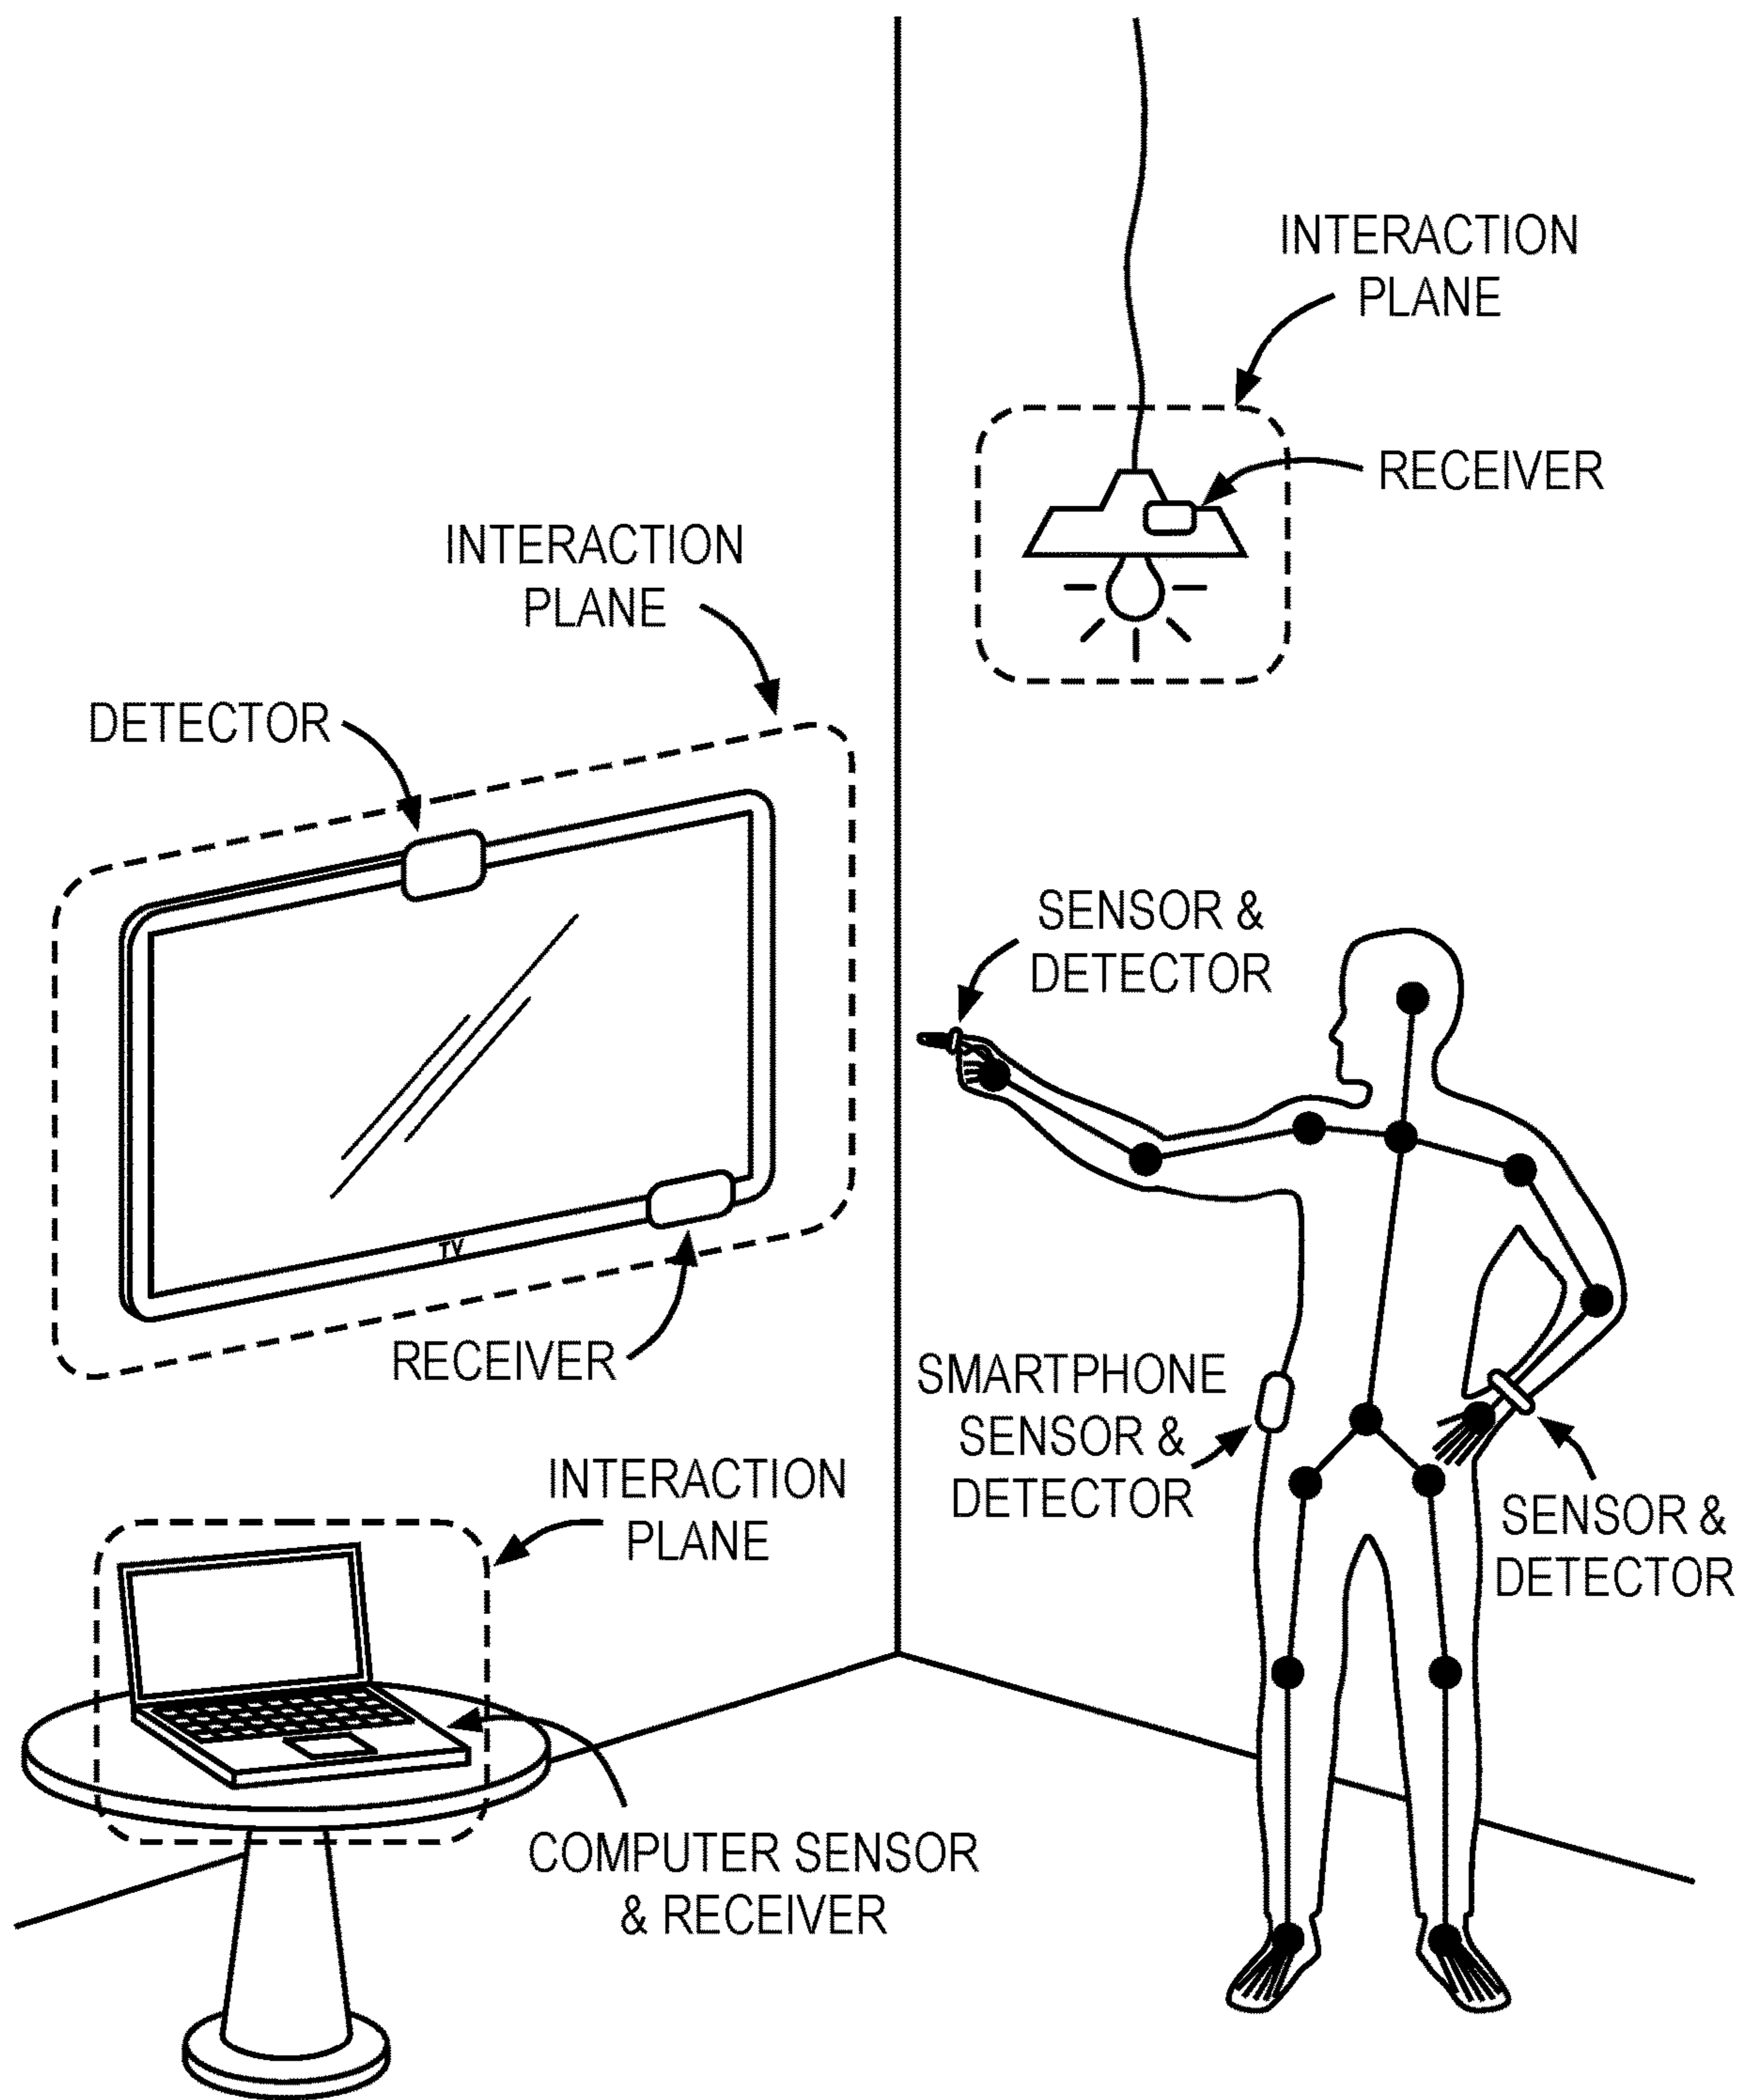 INTERACTION
PLANE
RECEIVER
INTERACTION
PLANE
DETECTOR
SENSOR &
DETECTOR
TV
RECEIVER
SMARTPHONE
SENSOR &
DETECTOR
INTERACTION
PLANE
SENSOR &
DETECTOR
COMPUTER SENSOR
& RECEIVER